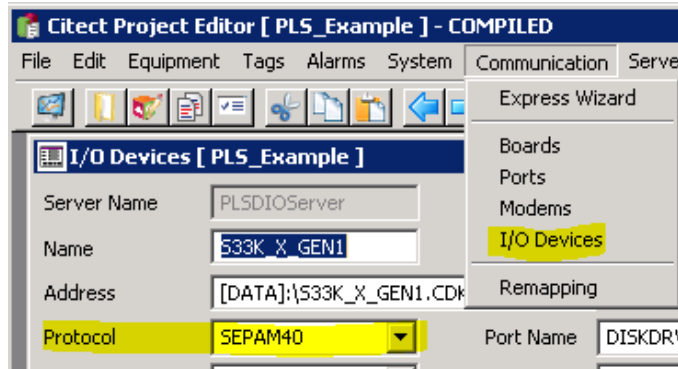 Citect Project Editor [ PLS_Example ] - COMPILED
File Edit Equipment Tags Alarms System Communication
Express Wizard
Boards
Ports
Modems
I/O Devices
Remapping
I/O Devices [ PLS_Example ]
Server Name PLSDIOServer
Name S33K_X_GEN1
Address [DATA]:\S33K_X_GEN1.CDK
Protocol SEPAM40 Port Name DISKDR